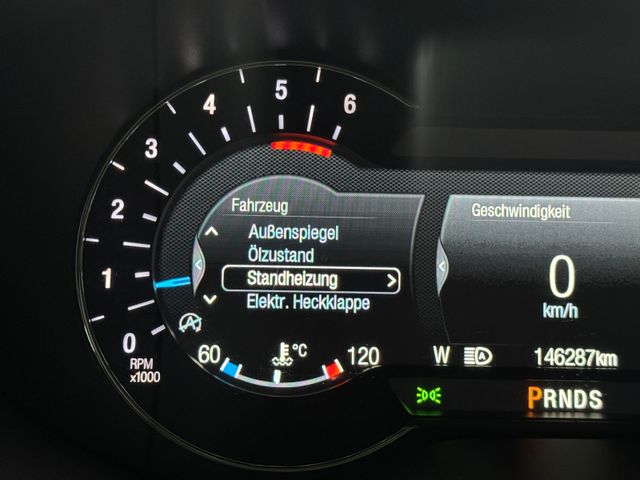 6
5
4
3
2
1
0
RPM
x1000
Fahrzeug
Außenspiegel
Ölzustand
Standheizung >
Elektr. Heckklappe
Geschwindigkeit
0
km/h
60 °C 120
W A 146287km
PRNDS